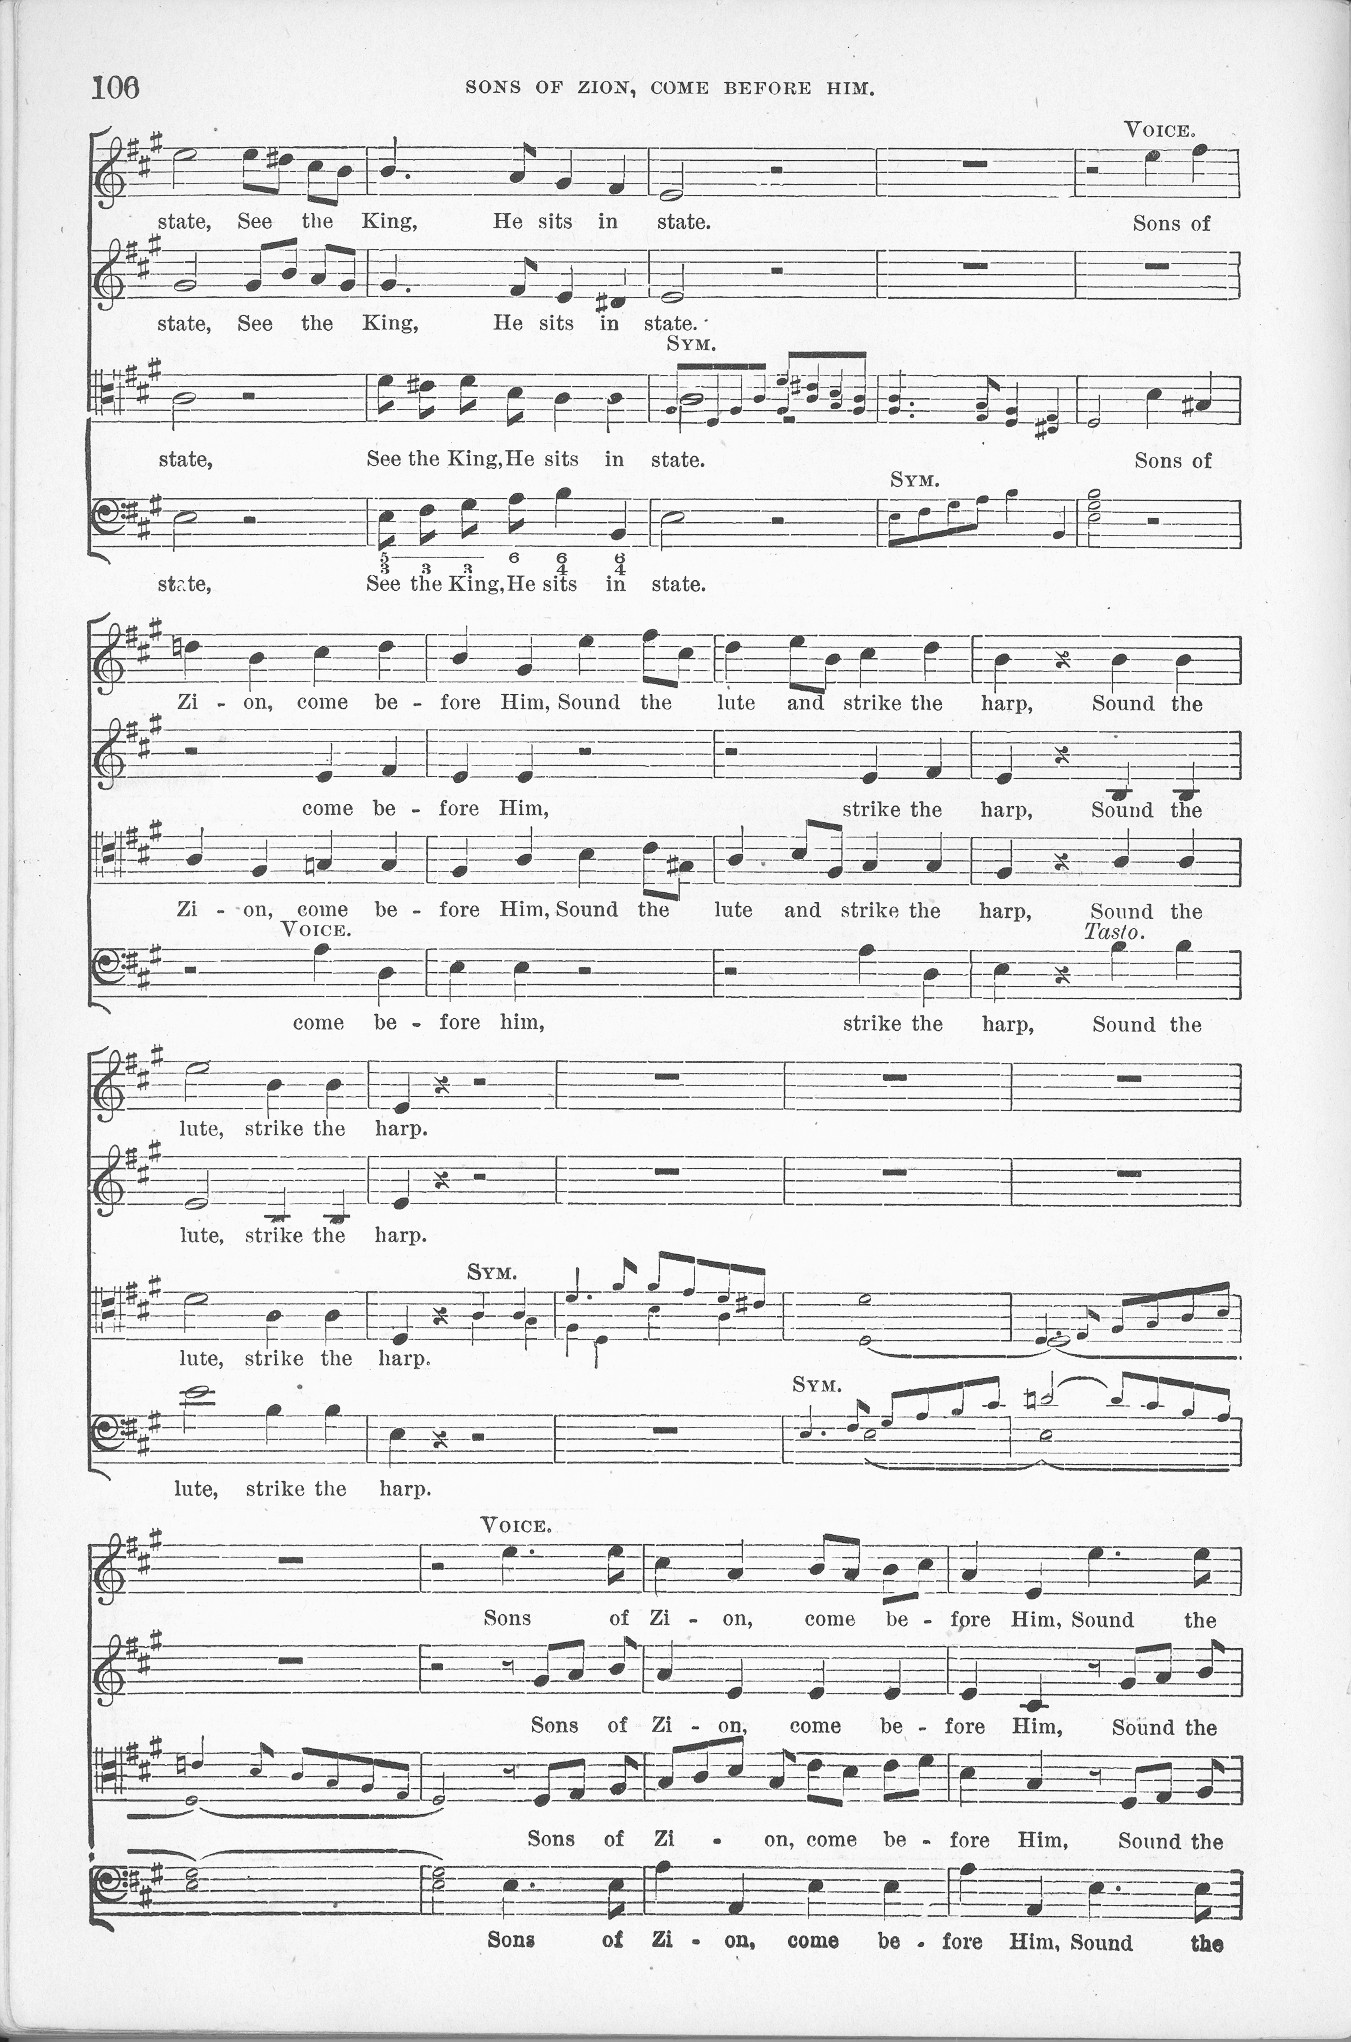 106
SONS OF ZION, COME BEFORE HIM.
VOICE.
state, See the King, He sits in state. Sons of
state, See the King, He sits in state.
SYM.
state, See the King, He sits in state. Sons of
SYM.
5 6 6 6
3 3 3 4 4
state, See the King, He sits in state.
Zi - on, come be - fore Him, Sound the lute and strike the harp, Sound the
come be - fore Him, strike the harp, Sound the
Zi - on, come be - fore Him, Sound the lute and strike the harp, Sound the
VOICE. Tasto.
come be - fore him, strike the harp, Sound the
lute, strike the harp.
lute, strike the harp.
SYM.
lute, strike the harp.
SYM.
lute, strike the harp.
VOICE.
Sons of Zi - on, come be - fore Him, Sound the
Sons of Zi - on, come be - fore Him, Sound the
Sons of Zi - on, come be - fore Him, Sound the
Sons of Zi - on, come be - fore Him, Sound the